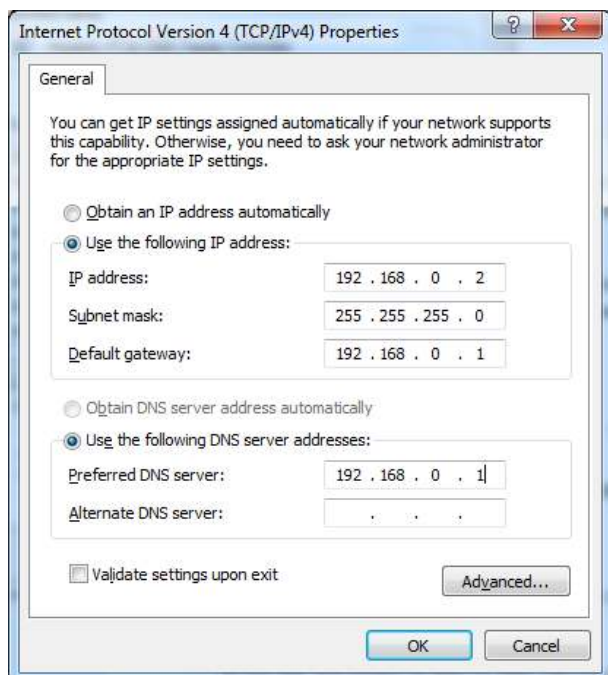 Internet Protocol Version 4 (TCP/IPv4) Properties
General
You can get IP settings assigned automatically if your network supports
this capability. Otherwise, you need to ask your network administrator
for the appropriate IP settings.
Obtain an IP address automatically
Use the following IP address:
IP address: 192 . 168 . 0 . 2
Subnet mask: 255 . 255 . 255 . 0
Default gateway: 192 . 168 . 0 . 1
Obtain DNS server address automatically
Use the following DNS server addresses:
Preferred DNS server: 192 . 168 . 0 . 1
Alternate DNS server: . . .
Validate settings upon exit
Advanced...
OK Cancel